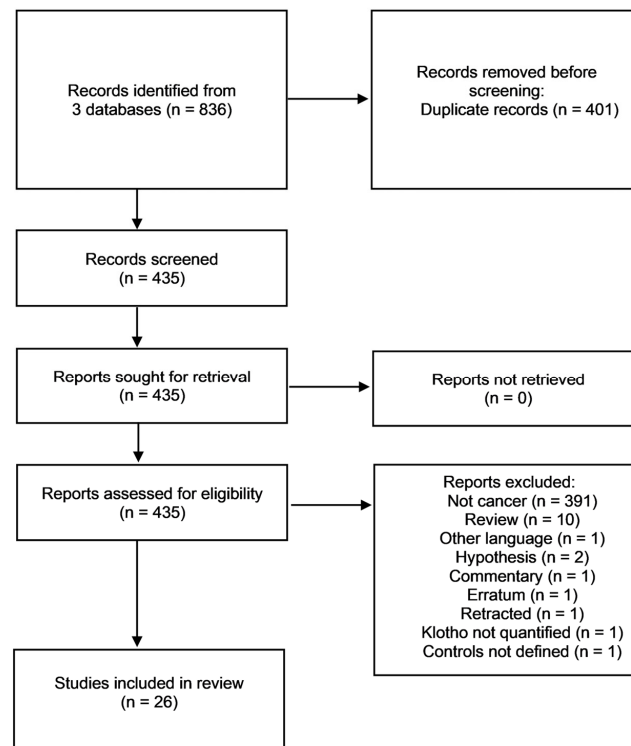 Records identified from
3 databases (n = 836)
Records removed before
screening:
Duplicate records (n = 401)
Records screened
(n = 435)
Reports sought for retrieval
(n = 435)
Reports not retrieved
(n = 0)
Reports assessed for eligibility
(n = 435)
Reports excluded:
Not cancer (n = 391)
Review (n = 10)
Other language (n = 1)
Hypothesis (n = 2)
Commentary (n = 1)
Erratum (n = 1)
Retracted (n = 1)
Klotho not quantified (n = 1)
Controls not defined (n = 1)
Studies included in review
(n = 26)